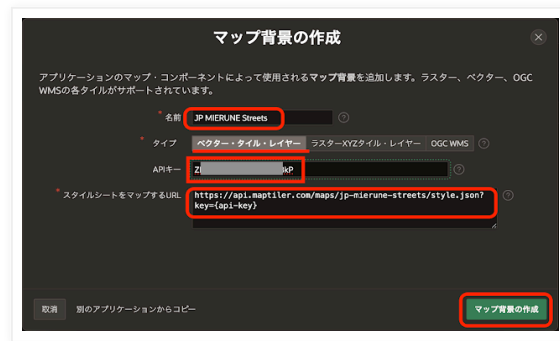 マップ背景の作成
アプリケーションのマップ・コンポーネントによって使用されるマップ背景を追加します。ラスター、ベクター、OGC
WMSの各タイルがサポートされています。
* 名前 JP MIERUNE Streets
* タイプ ベクター・タイル・レイヤー ラスターXYZタイル・レイヤー OGC WMS
APIキー
* スタイルシートをマップするURL https://api.maptiler.com/maps/jp-mierune-streets/style.json?
key={api-key}
取消 別のアプリケーションからコピー マップ背景の作成